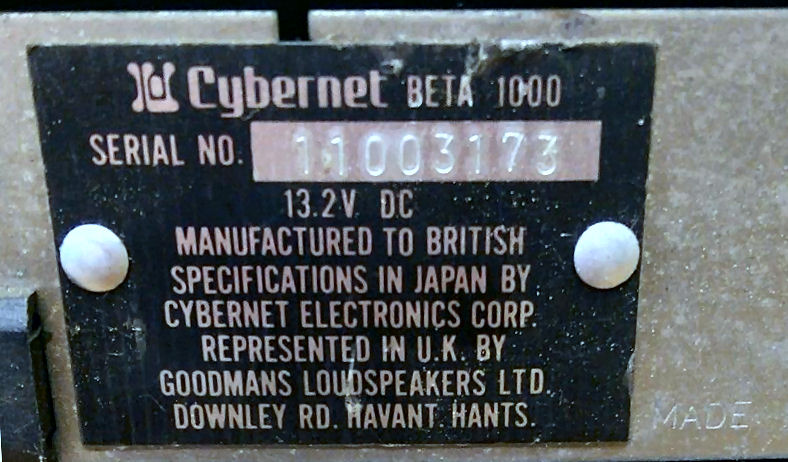 Cybernet BETA 1000
SERIAL NO. 11003173
13.2V DC
MANUFACTURED TO BRITISH
SPECIFICATIONS IN JAPAN BY
CYBERNET ELECTRONICS CORP.
REPRESENTED IN U.K. BY
GOODMANS LOUDSPEAKERS LTD.
DOWNLEY RD. HAVANT. HANTS.
MADE